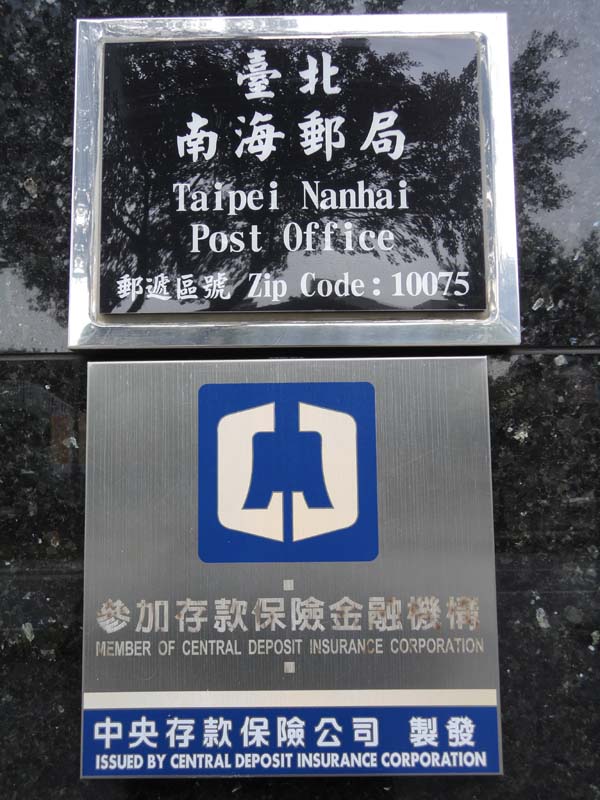 臺北
南海郵局
Taipei Nanhai
Post Office
郵遞區號 Zip Code：10075
參加存款保險金融機構
MEMBER OF CENTRAL DEPOSIT INSURANCE CORPORATION
中央存款保險公司 製發
ISSUED BY CENTRAL DEPOSIT INSURANCE CORPORATION